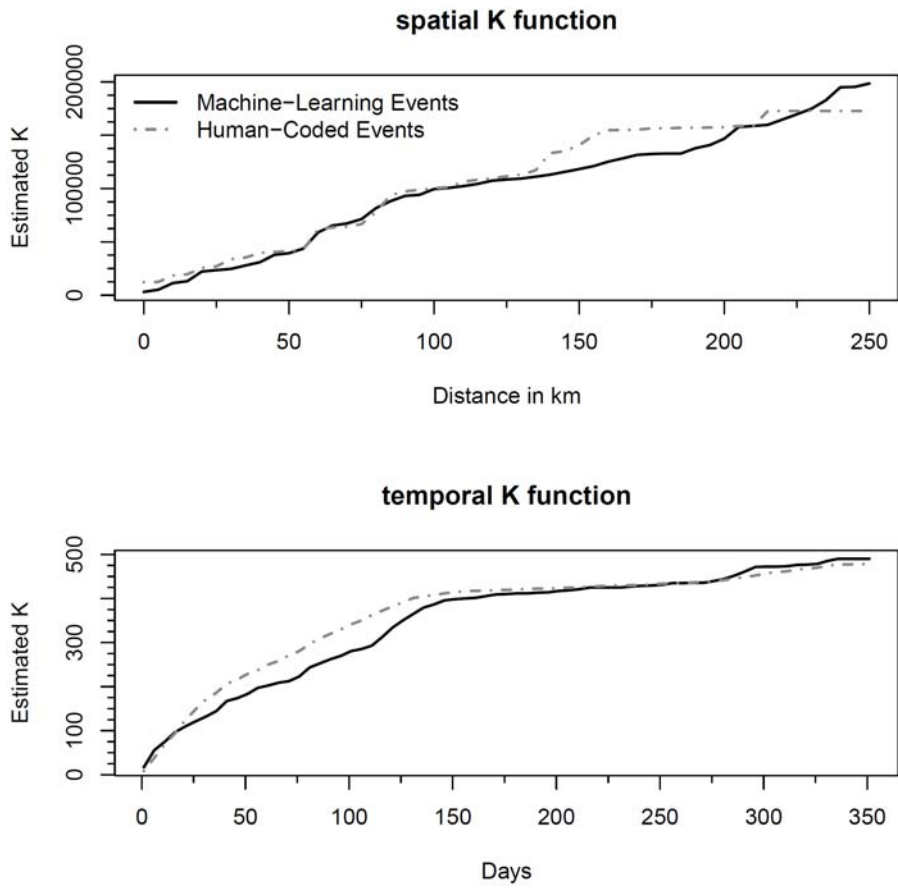 spatial K function
Estimated K
200000
100000
0
Machine−Learning Events
Human−Coded Events
0 50 100 150 200 250
Distance in km
temporal K function
Estimated K
500
300
100
0
0 50 100 150 200 250 300 350
Days